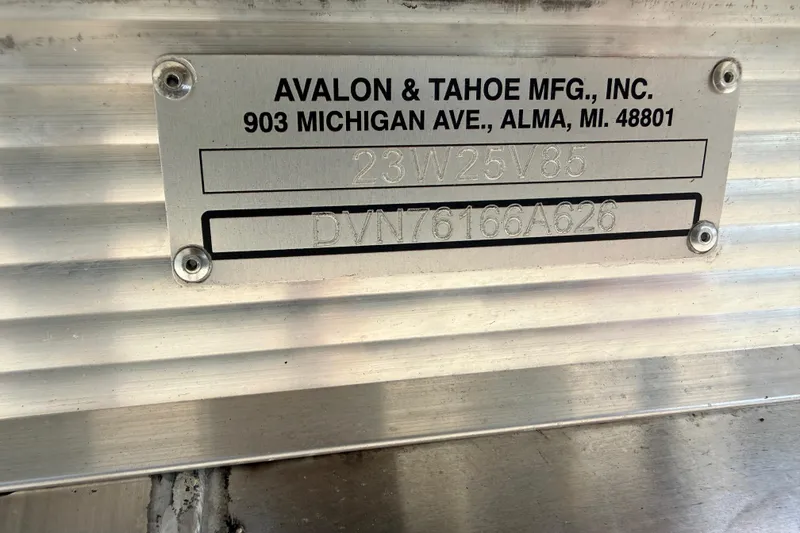 AVALON & TAHOE MFG., INC.
903 MICHIGAN AVE., ALMA, MI. 48801
23W25V85
DVN76166A626